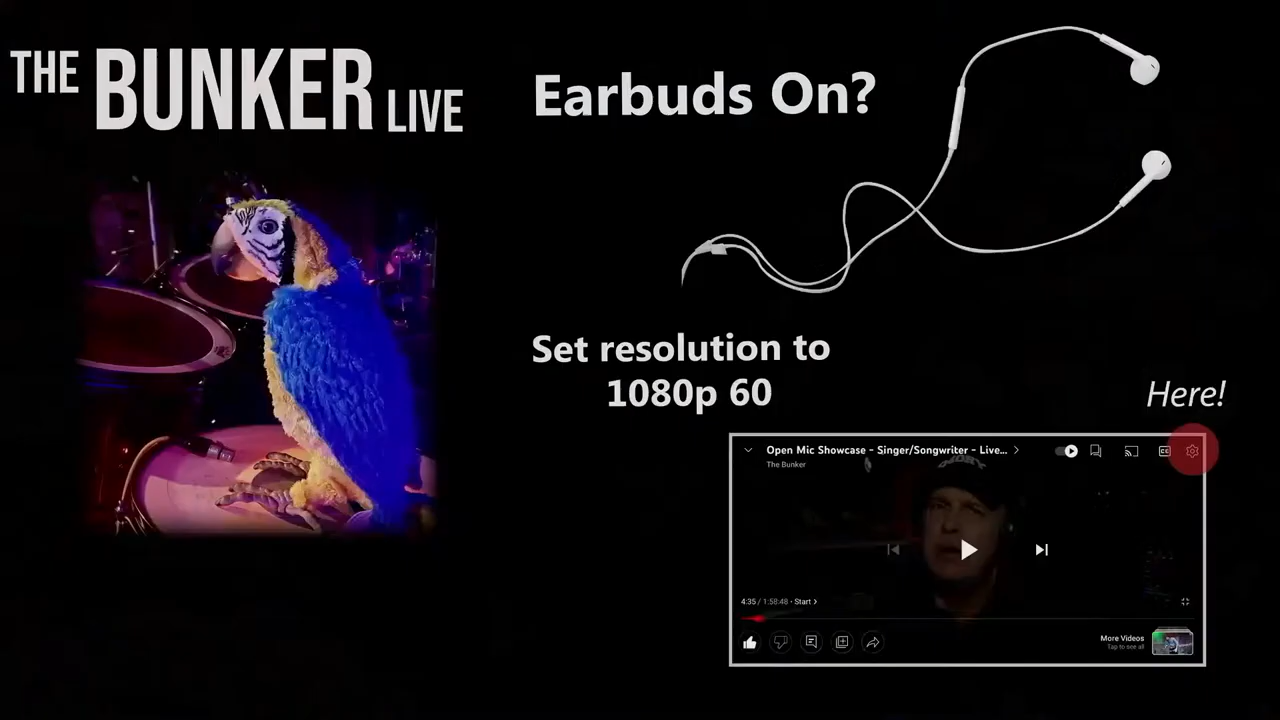 THE BUNKER LIVE
Earbuds On?
Set resolution to
1080p 60
Here!
Open Mic Showcase - Singer/Songwriter - Live...
The Bunker
CC
4:35 / 1:58:48 • Start >
More Videos
Tap to see all